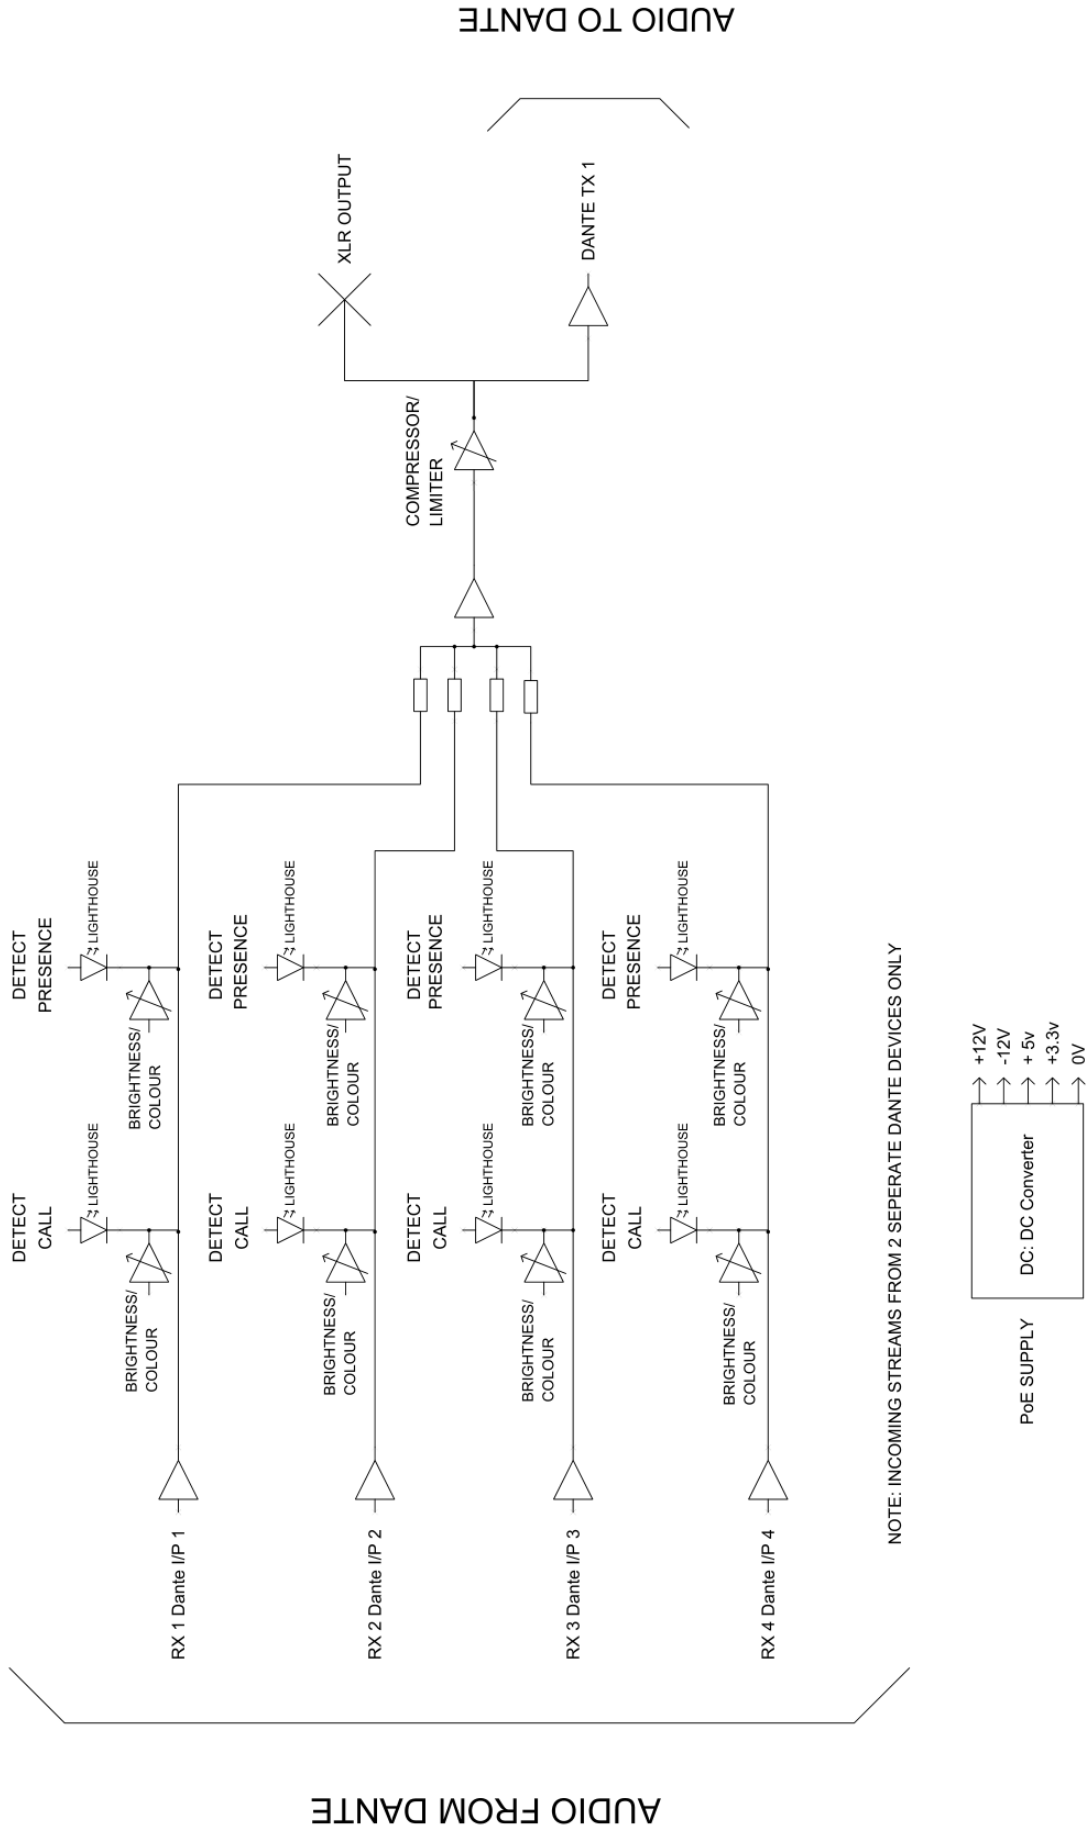 AUDIO FROM DANTE
RX 1 Dante I/P 1
BRIGHTNESS/
COLOUR
DETECT
CALL
LIGHTHOUSE
BRIGHTNESS/
COLOUR
DETECT
PRESENCE
LIGHTHOUSE
RX 2 Dante I/P 2
BRIGHTNESS/
COLOUR
DETECT
CALL
LIGHTHOUSE
BRIGHTNESS/
COLOUR
DETECT
PRESENCE
LIGHTHOUSE
RX 3 Dante I/P 3
BRIGHTNESS/
COLOUR
DETECT
CALL
LIGHTHOUSE
BRIGHTNESS/
COLOUR
DETECT
PRESENCE
LIGHTHOUSE
RX 4 Dante I/P 4
BRIGHTNESS/
COLOUR
DETECT
CALL
LIGHTHOUSE
BRIGHTNESS/
COLOUR
DETECT
PRESENCE
LIGHTHOUSE
COMPRESSOR/
LIMITER
XLR OUTPUT
DANTE TX 1
AUDIO TO DANTE
NOTE: INCOMING STREAMS FROM 2 SEPERATE DANTE DEVICES ONLY
PoE SUPPLY
DC: DC Converter
+12V
-12V
+ 5v
+3.3v
0V